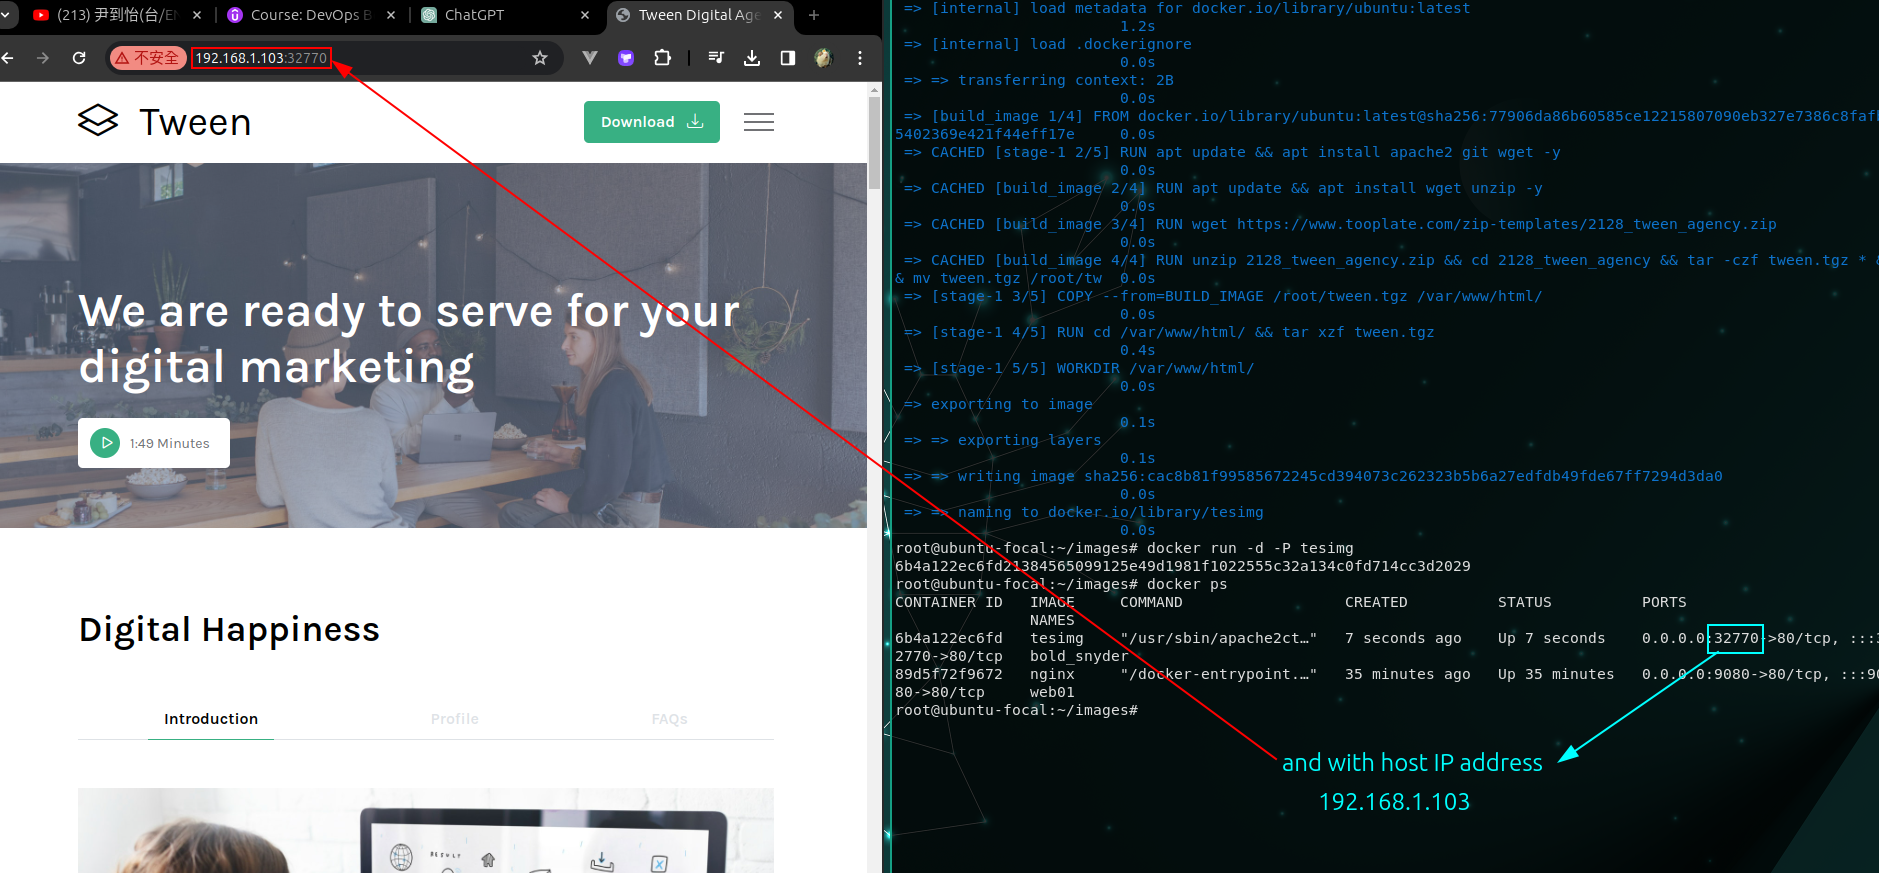 (213) 尹到怡(台/EN
Course: DevOps B
ChatGPT
Tween Digital Age
不安全
192.168.1.103:32770
Tween
Download
We are ready to serve for your
digital marketing
1:49 Minutes
Digital Happiness
Introduction
Profile
FAQs
RESULT
=> [internal] load metadata for docker.io/library/ubuntu:latest
1.2s
=> [internal] load .dockerignore
0.0s
=> => transferring context: 2B
0.0s
=> [build_image 1/4] FROM docker.io/library/ubuntu:latest@sha256:77906da86b60585ce12215807090eb327e7386c8faf
5402369e421f44eff17e 0.0s
=> CACHED [stage-1 2/5] RUN apt update && apt install apache2 git wget -y
0.0s
=> CACHED [build_image 2/4] RUN apt update && apt install wget unzip -y
0.0s
=> CACHED [build_image 3/4] RUN wget https://www.tooplate.com/zip-templates/2128_tween_agency.zip
0.0s
=> CACHED [build_image 4/4] RUN unzip 2128_tween_agency.zip && cd 2128_tween_agency && tar -czf tween.tgz * &
& mv tween.tgz /root/tw 0.0s
=> [stage-1 3/5] COPY --from=BUILD_IMAGE /root/tween.tgz /var/www/html/
0.0s
=> [stage-1 4/5] RUN cd /var/www/html/ && tar xzf tween.tgz
0.4s
=> [stage-1 5/5] WORKDIR /var/www/html/
0.0s
=> exporting to image
0.1s
=> => exporting layers
0.1s
=> => writing image sha256:cac8b81f99585672245cd394073c262323b5b6a27edfdb49fde67ff7294d3da0
0.0s
=> => naming to docker.io/library/tesimg
0.0s
root@ubuntu-focal:~/images# docker run -d -P tesimg
6b4a122ec6fd21384565099125e49d1981f1022555c32a134c0fd714cc3d2029
root@ubuntu-focal:~/images# docker ps
CONTAINER ID IMAGE COMMAND CREATED STATUS PORTS
NAMES
6b4a122ec6fd tesimg "/usr/sbin/apache2ct…" 7 seconds ago Up 7 seconds 0.0.0.0:32770->80/tcp, :::3
2770->80/tcp bold_snyder
89d5f72f9672 nginx "/docker-entrypoint.…" 35 minutes ago Up 35 minutes 0.0.0.0:9080->80/tcp, :::90
80->80/tcp web01
root@ubuntu-focal:~/images#
and with host IP address
192.168.1.103